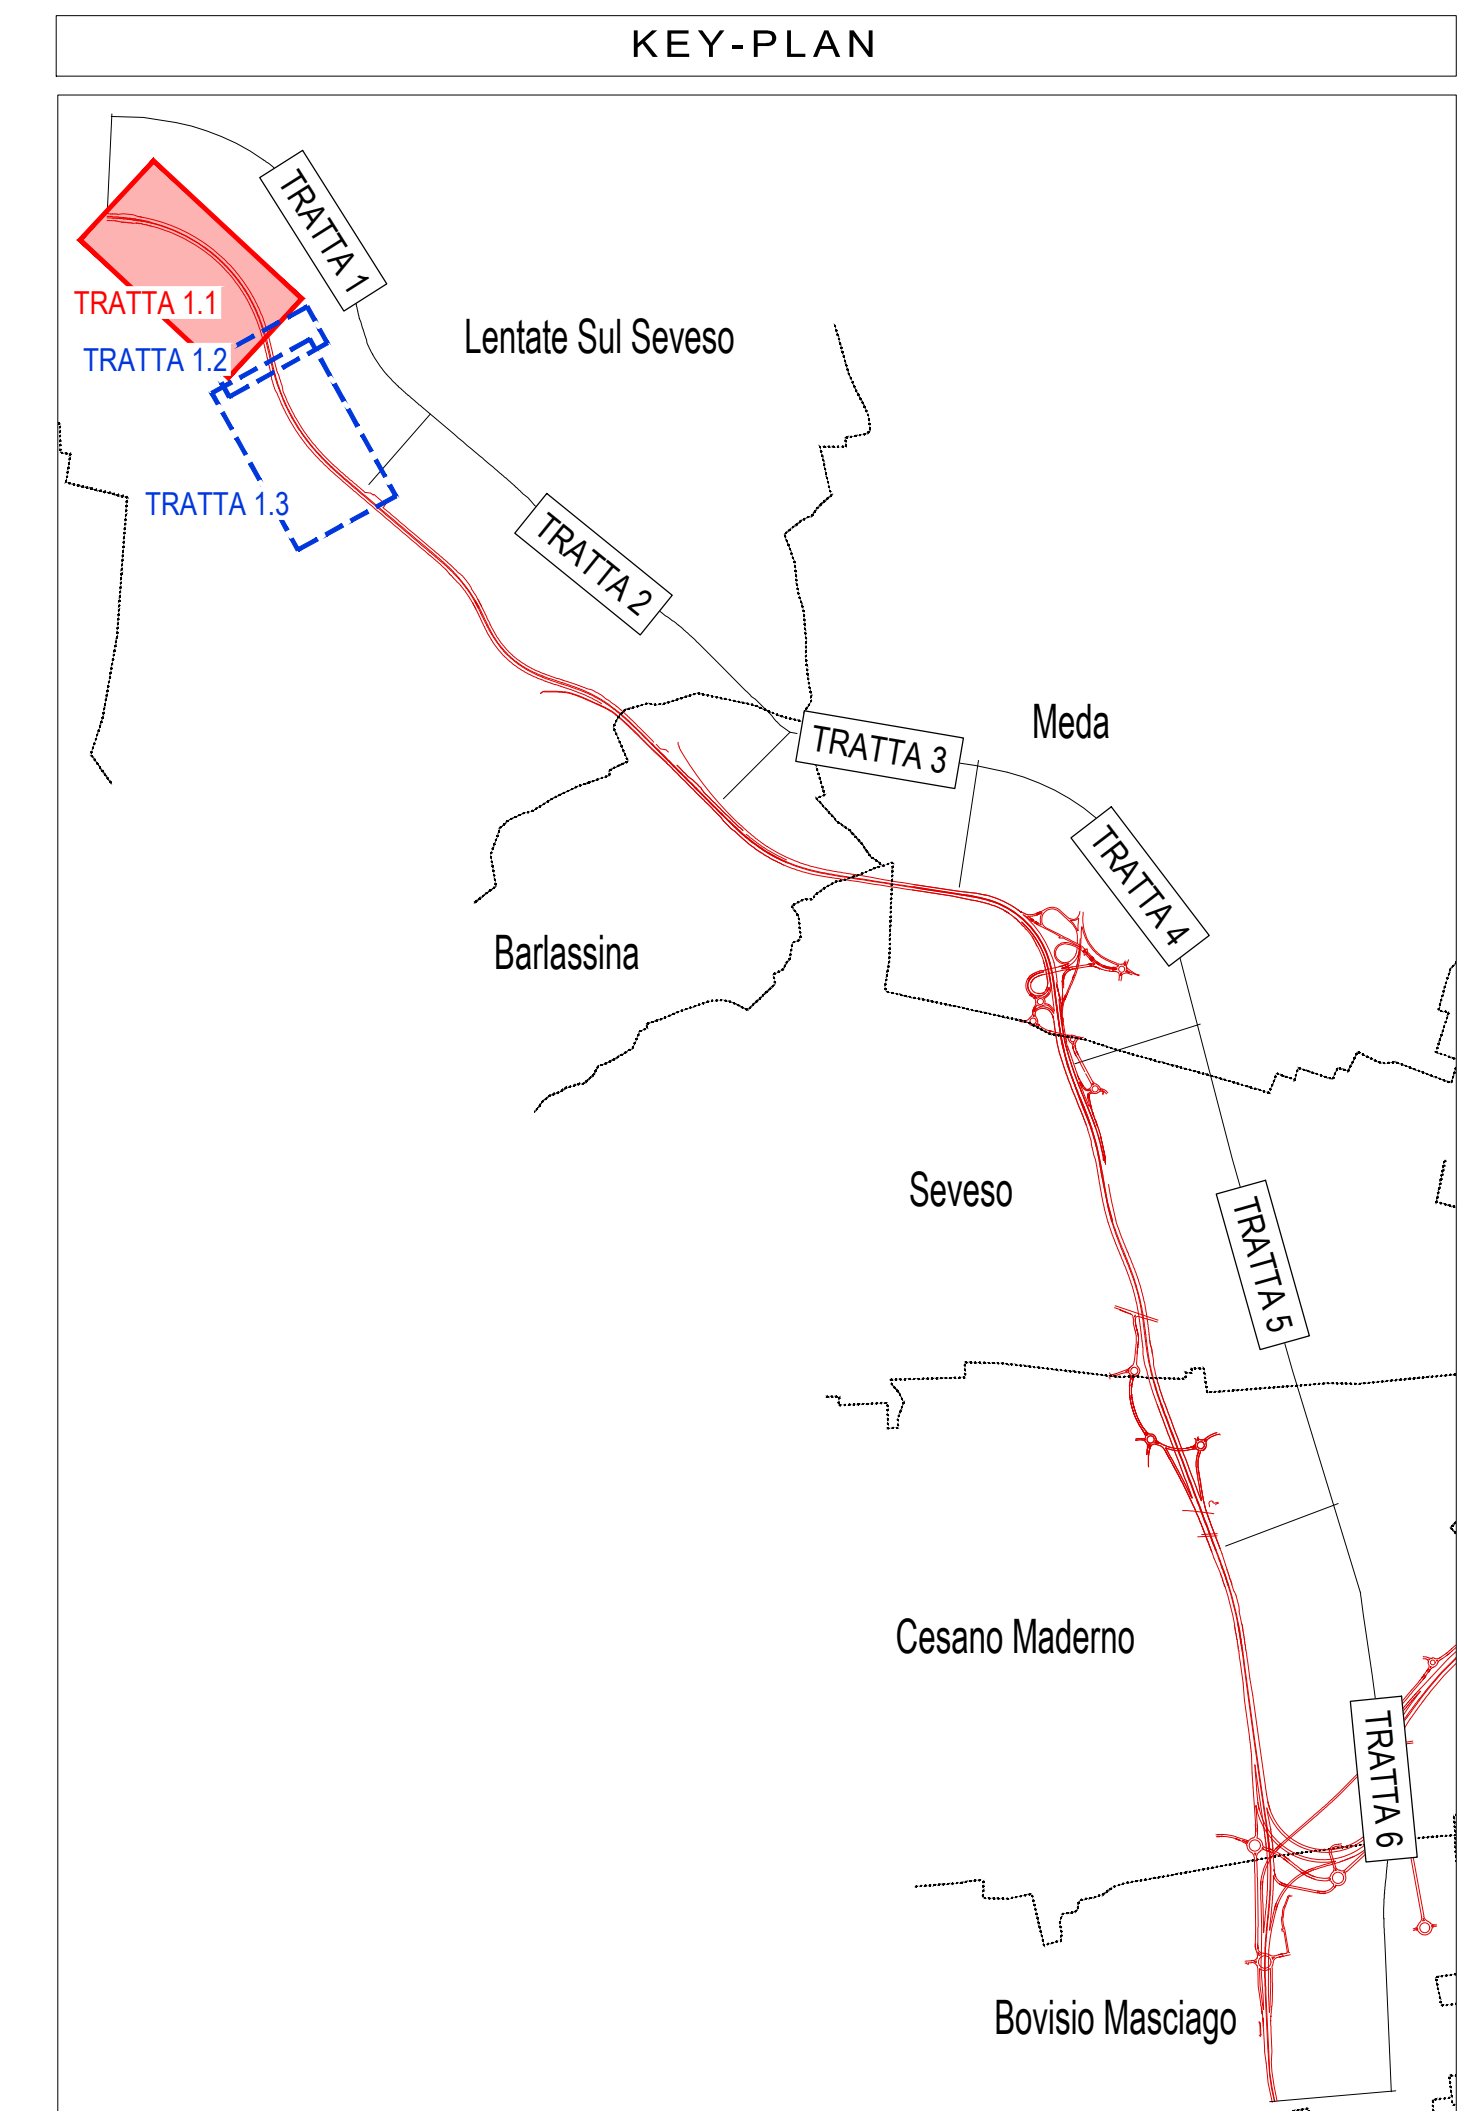 KEY-PLAN
TRATTA 1
TRATTA 1.1
Lentate Sul Seveso
TRATTA 1.2
TRATTA 1.3
TRATTA 2
Meda
TRATTA 3
TRATTA 4
Barlassina
Seveso
TRATTA 5
Cesano Maderno
TRATTA 6
Bovisio Masciago